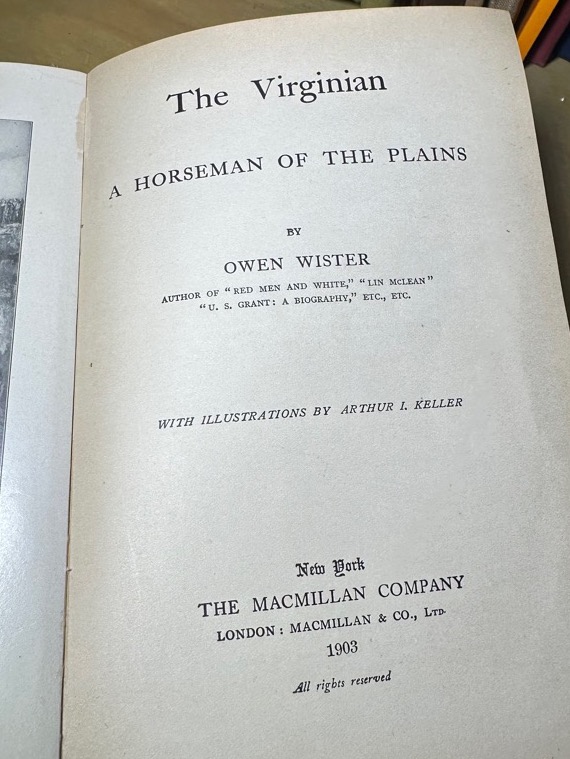 The Virginian
A HORSEMAN OF THE PLAINS
BY
OWEN WISTER
AUTHOR OF "RED MEN AND WHITE," "LIN McLEAN"
"U. S. GRANT: A BIOGRAPHY," ETC., ETC.
WITH ILLUSTRATIONS BY ARTHUR I. KELLER
New York
THE MACMILLAN COMPANY
LONDON: MACMILLAN & CO., LTD.
1903
All rights reserved